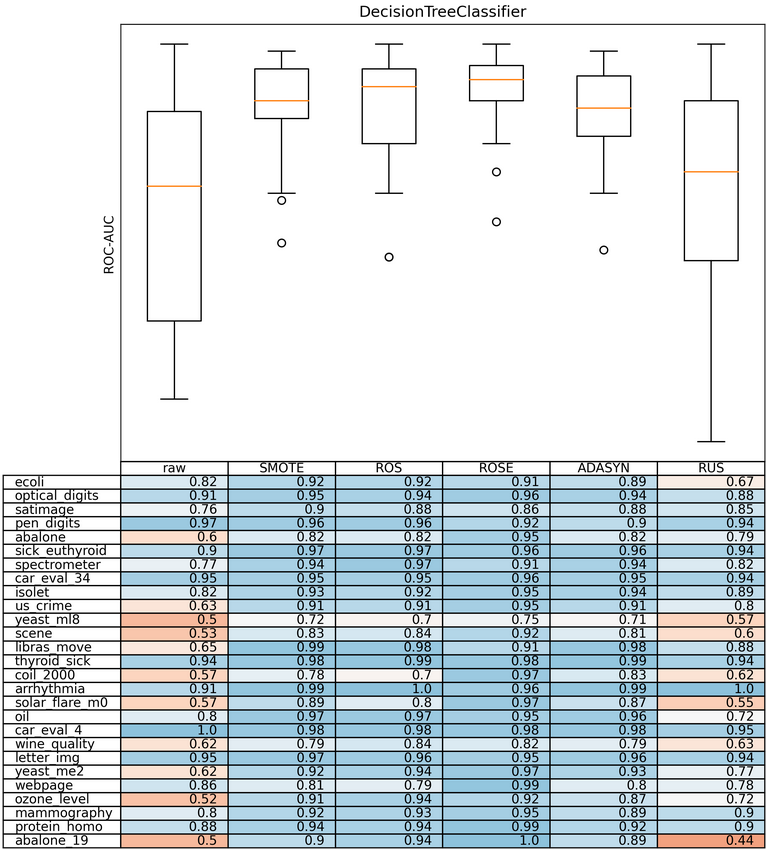 DecisionTreeClassifier
ROC-AUC
raw SMOTE ROS ROSE ADASYN RUS
ecoli 0.82 0.92 0.92 0.91 0.89 0.67
optical_digits 0.91 0.95 0.94 0.96 0.94 0.88
satimage 0.76 0.9 0.88 0.86 0.88 0.85
pen_digits 0.97 0.96 0.96 0.92 0.9 0.94
abalone 0.6 0.82 0.82 0.95 0.82 0.79
sick_euthyroid 0.9 0.97 0.97 0.96 0.96 0.94
spectrometer 0.77 0.94 0.97 0.91 0.94 0.82
car_eval_34 0.95 0.95 0.95 0.96 0.95 0.94
isolet 0.82 0.93 0.92 0.95 0.94 0.89
us_crime 0.63 0.91 0.91 0.95 0.91 0.8
yeast_ml8 0.5 0.72 0.7 0.75 0.71 0.57
scene 0.53 0.83 0.84 0.92 0.81 0.6
libras_move 0.65 0.99 0.98 0.91 0.98 0.88
thyroid_sick 0.94 0.98 0.99 0.98 0.99 0.94
coil_2000 0.57 0.78 0.7 0.97 0.83 0.62
arrhythmia 0.91 0.99 1.0 0.96 0.99 1.0
solar_flare_m0 0.57 0.89 0.8 0.97 0.87 0.55
oil 0.8 0.97 0.97 0.95 0.96 0.72
car_eval_4 1.0 0.98 0.98 0.98 0.98 0.95
wine_quality 0.62 0.79 0.84 0.82 0.79 0.63
letter_img 0.95 0.97 0.96 0.95 0.96 0.94
yeast_me2 0.62 0.92 0.94 0.97 0.93 0.77
webpage 0.86 0.81 0.79 0.99 0.8 0.78
ozone_level 0.52 0.91 0.94 0.92 0.87 0.72
mammography 0.8 0.92 0.93 0.95 0.89 0.9
protein_homo 0.88 0.94 0.94 0.99 0.92 0.9
abalone_19 0.5 0.9 0.94 1.0 0.89 0.44